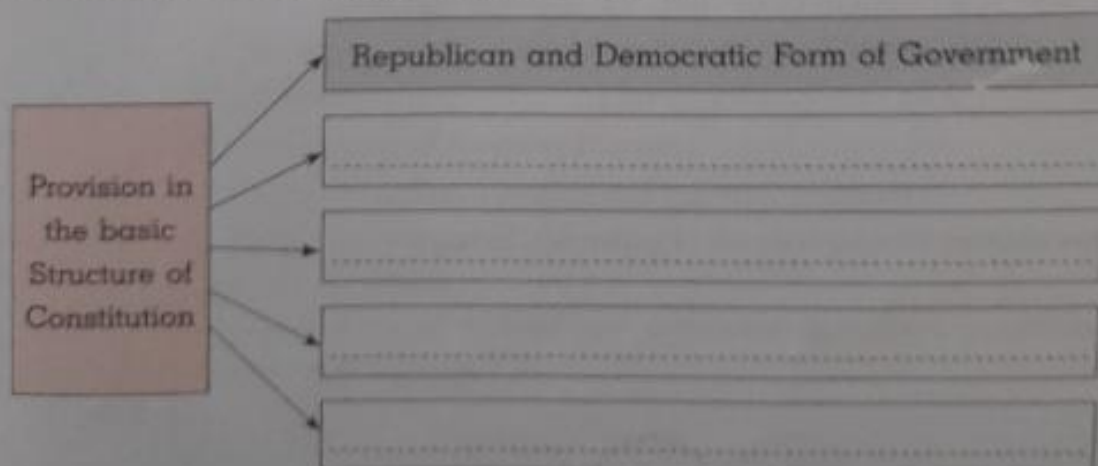 Republican and Democratic Form of Government
Provision in
the basic
Structure of
Constitution